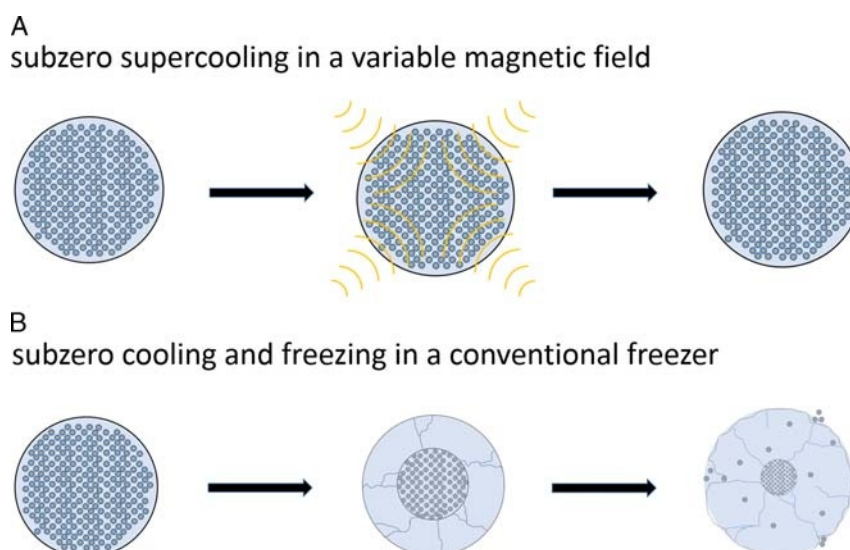 A
subzero supercooling in a variable magnetic field
B
subzero cooling and freezing in a conventional freezer